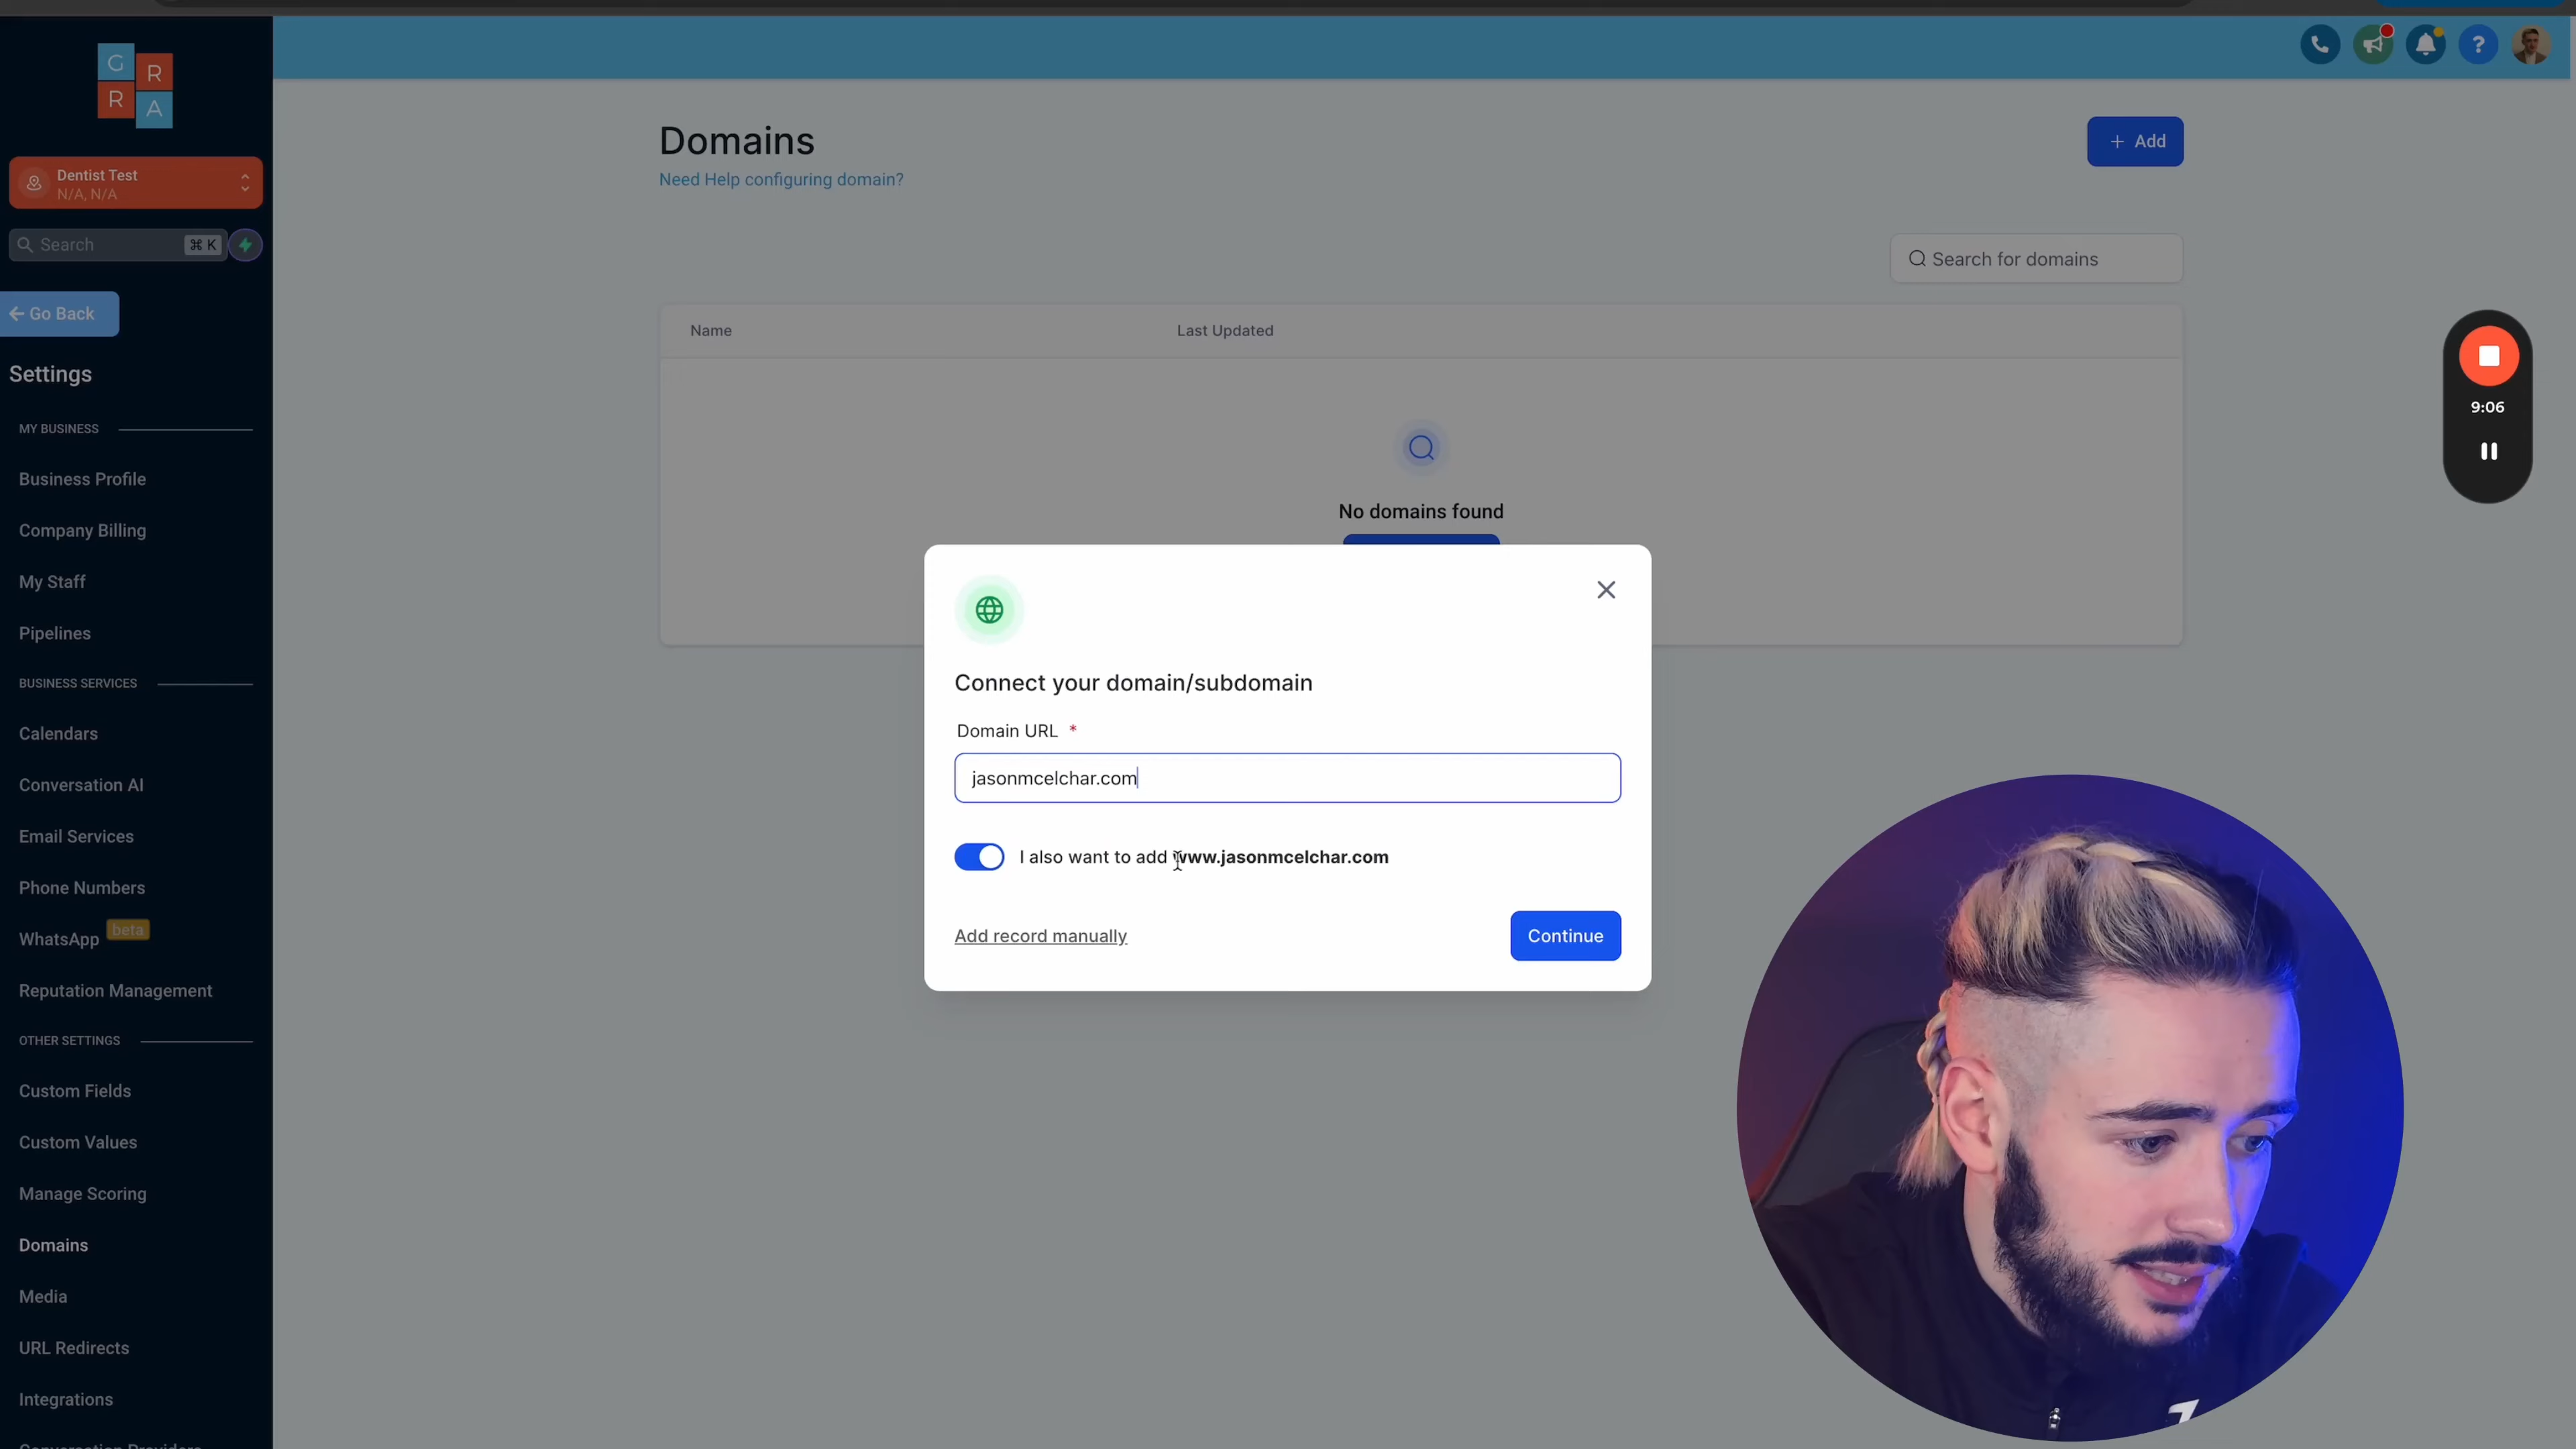 G
R
R
A
Dentist Test
N/A, N/A
Search
⌘ K
Go Back
Settings
MY BUSINESS
Business Profile
Company Billing
My Staff
Pipelines
BUSINESS SERVICES
Calendars
Conversation AI
Email Services
Phone Numbers
WhatsApp beta
Reputation Management
OTHER SETTINGS
Custom Fields
Custom Values
Manage Scoring
Domains
Media
URL Redirects
Integrations
Domains
Need Help configuring domain?
+ Add
Search for domains
Name Last Updated
No domains found
Connect your domain/subdomain
Domain URL *
jasonmcelchar.com
I also want to add www.jasonmcelchar.com
Add record manually
Continue
?
9:06